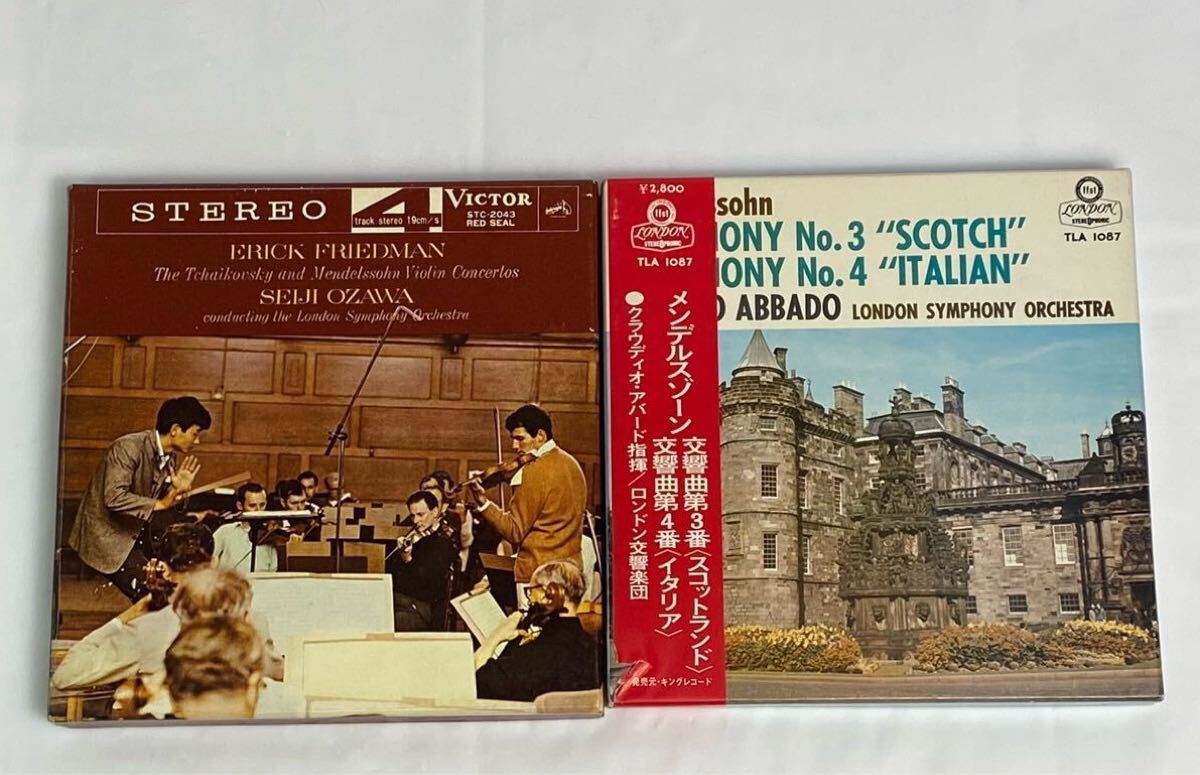 STEREO
4
track stereo 19cm/s
VICTOR
STC-2043
RED SEAL
ERICK FRIEDMAN
The Tchaikovsky and Mendelssohn Violin Concertos
SEIJI OZAWA
conducting the London Symphony Orchestra
¥2,800
ffst
LONDON
STEREOPHONIC
TLA 1087
メンデルスゾーン
交響曲第3番〈スコットランド〉
交響曲第4番〈イタリア〉
●クラウディオ・アバード指揮/ロンドン交響楽団
発売元・キングレコード
sohn
ONY No.3 "SCOTCH"
ONY No.4 "ITALIAN"
O ABBADO LONDON SYMPHONY ORCHESTRA
ffst
LONDON
STEREOPHONIC
TLA 1087